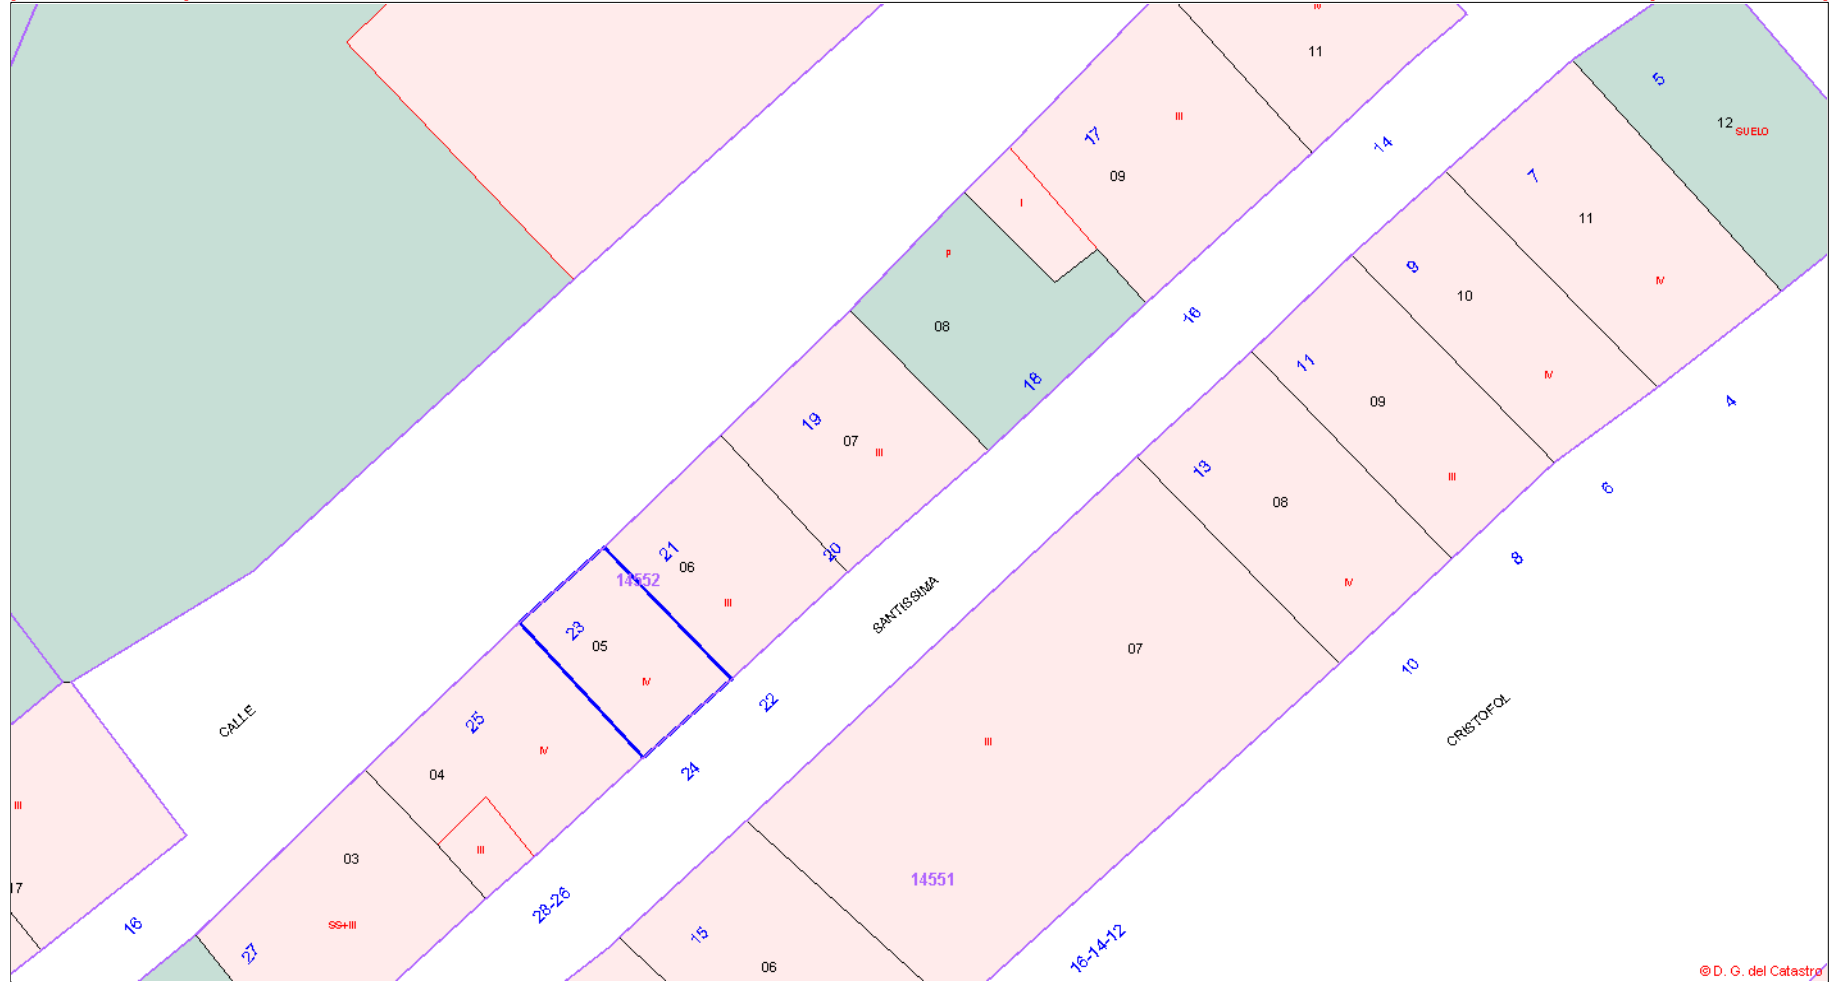 IV
11
5
12
SUELO
17
III
14
09
7
11
I
P
9
10
IV
08
16
11
09
IV
18
4
19
07
III
13
08
III
6
21
06
20
8
14552
III
IV
SANTISSIMA
23
05
07
10
IV
22
CRISTOFOL
CALLE
25
IV
III
24
04
III
03
III
17
14551
28-26
16
SS+III
27
15
16-14-12
06
© D. G. del Catastro